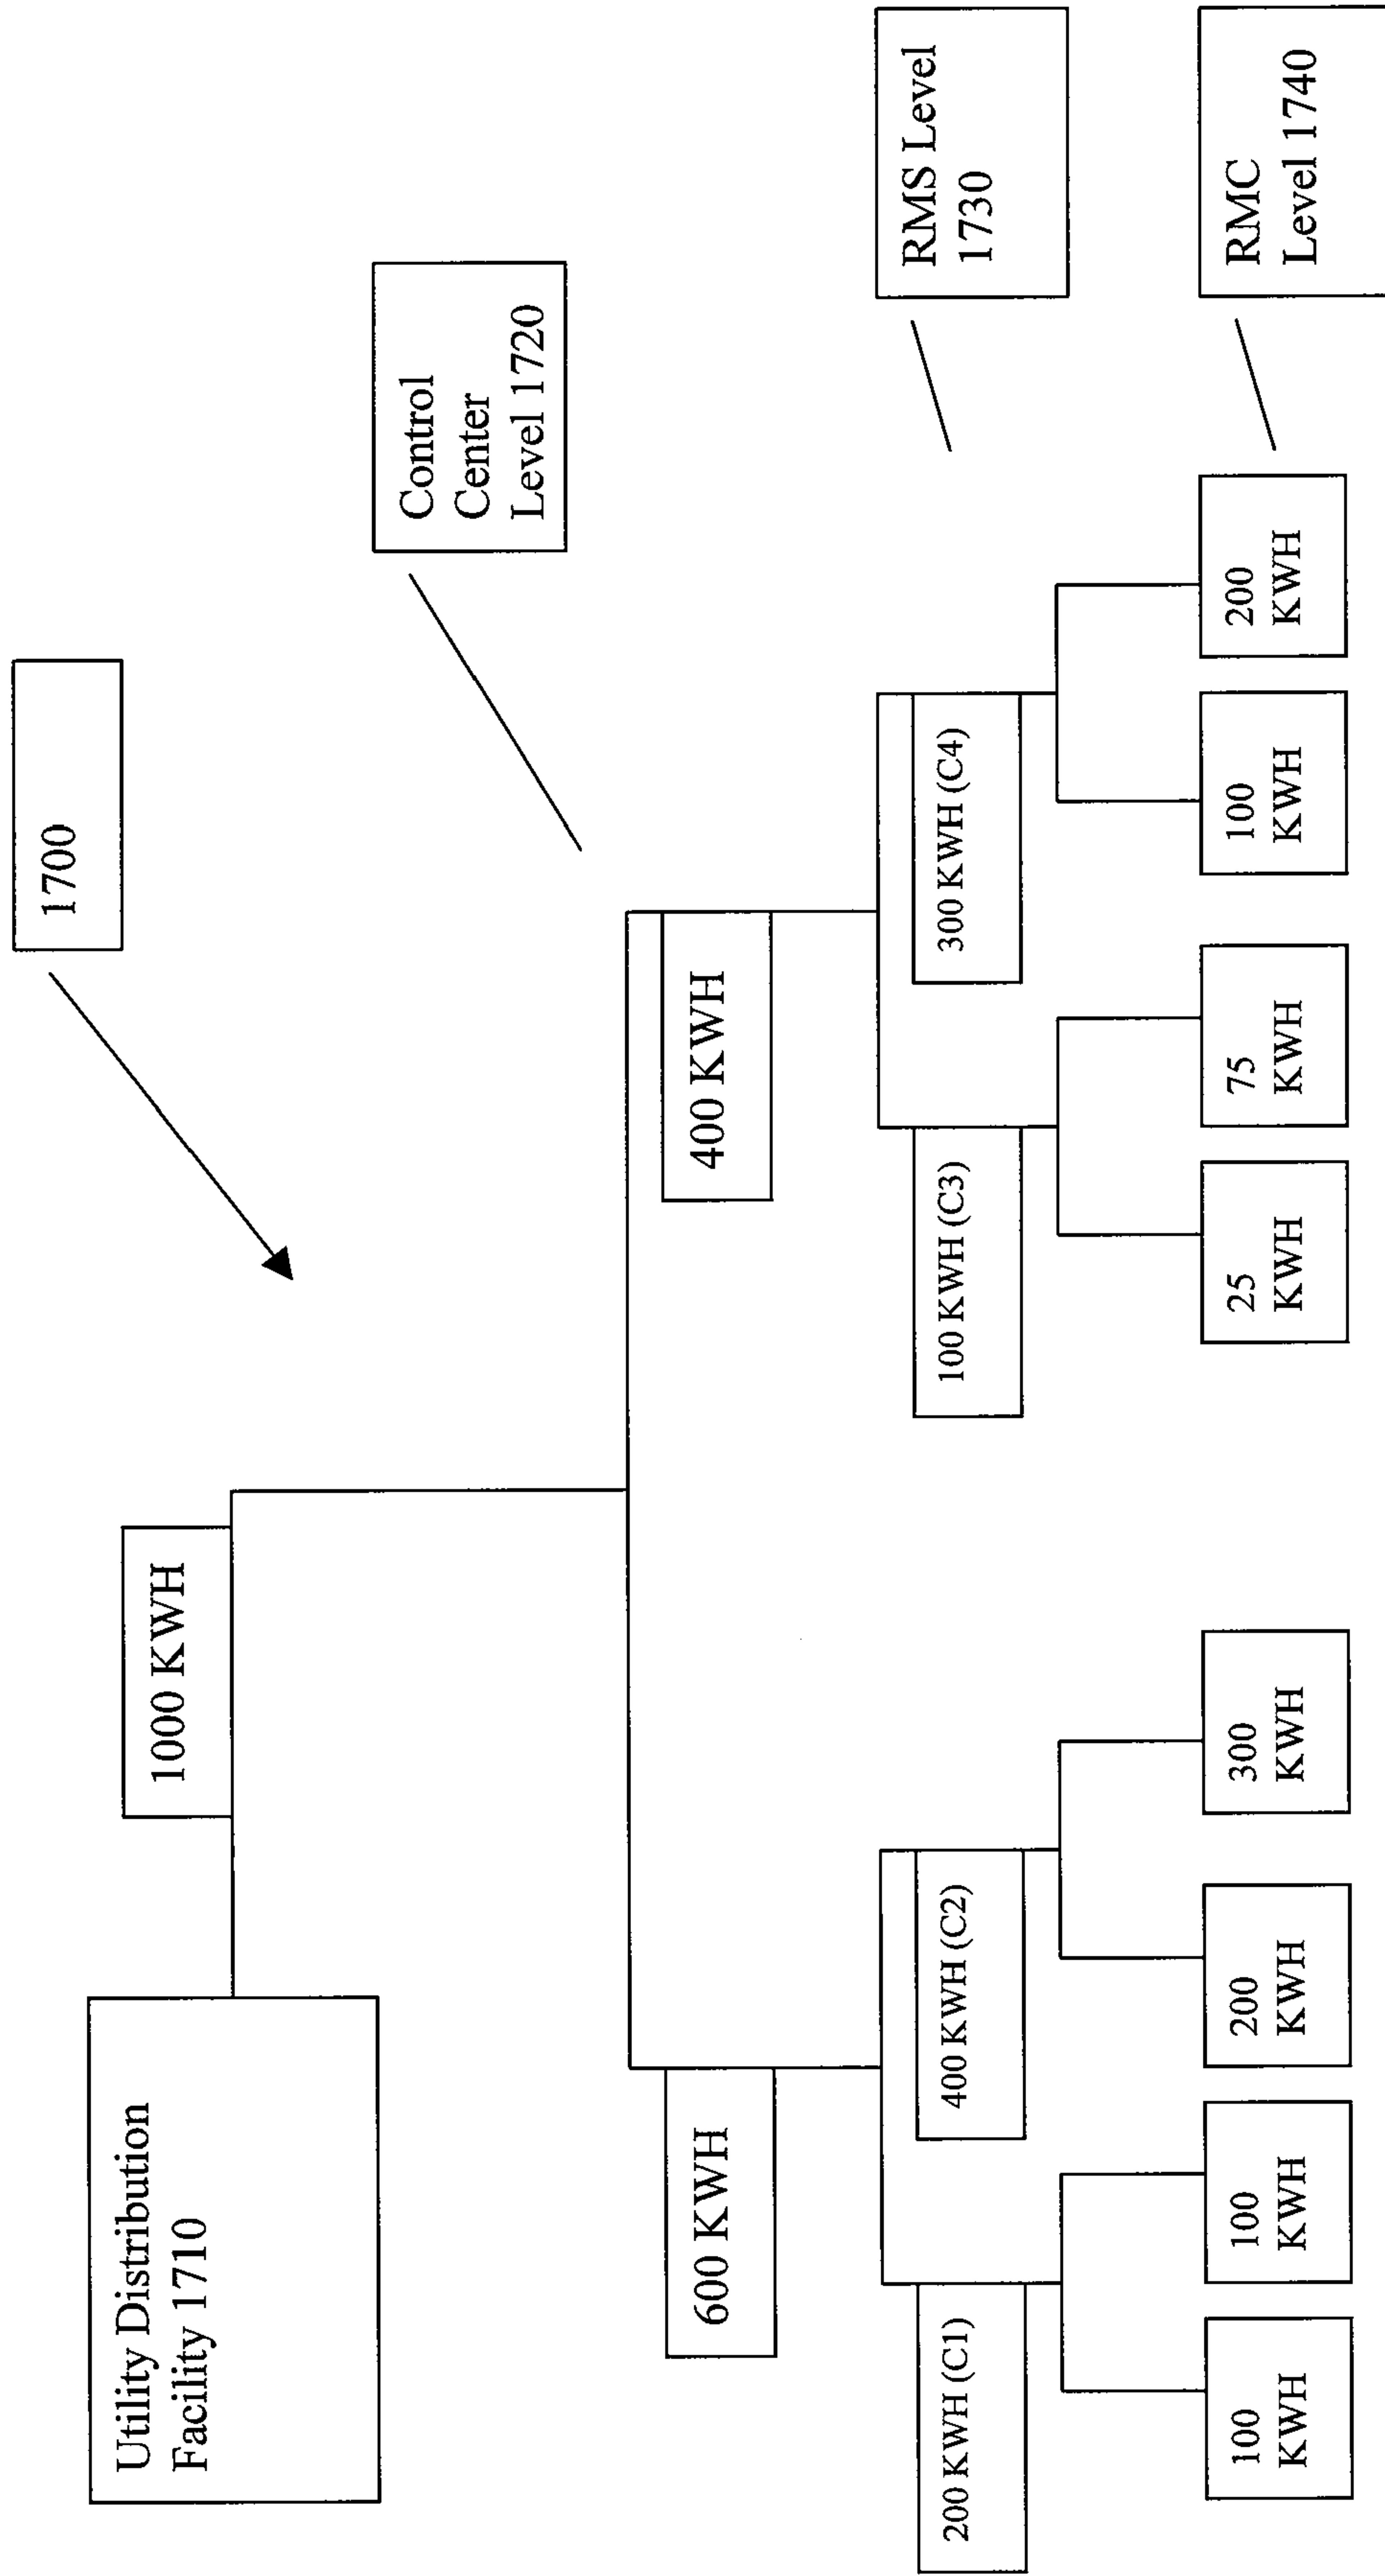 1700
Utility Distribution
Facility 1710
1000 KWH
Control
Center
Level 1720
600 KWH
400 KWH
RMS Level
1730
200 KWH (C1)
400 KWH (C2)
100 KWH (C3)
300 KWH (C4)
RMC
Level 1740
100
KWH
100
KWH
200
KWH
300
KWH
25
KWH
75
KWH
100
KWH
200
KWH